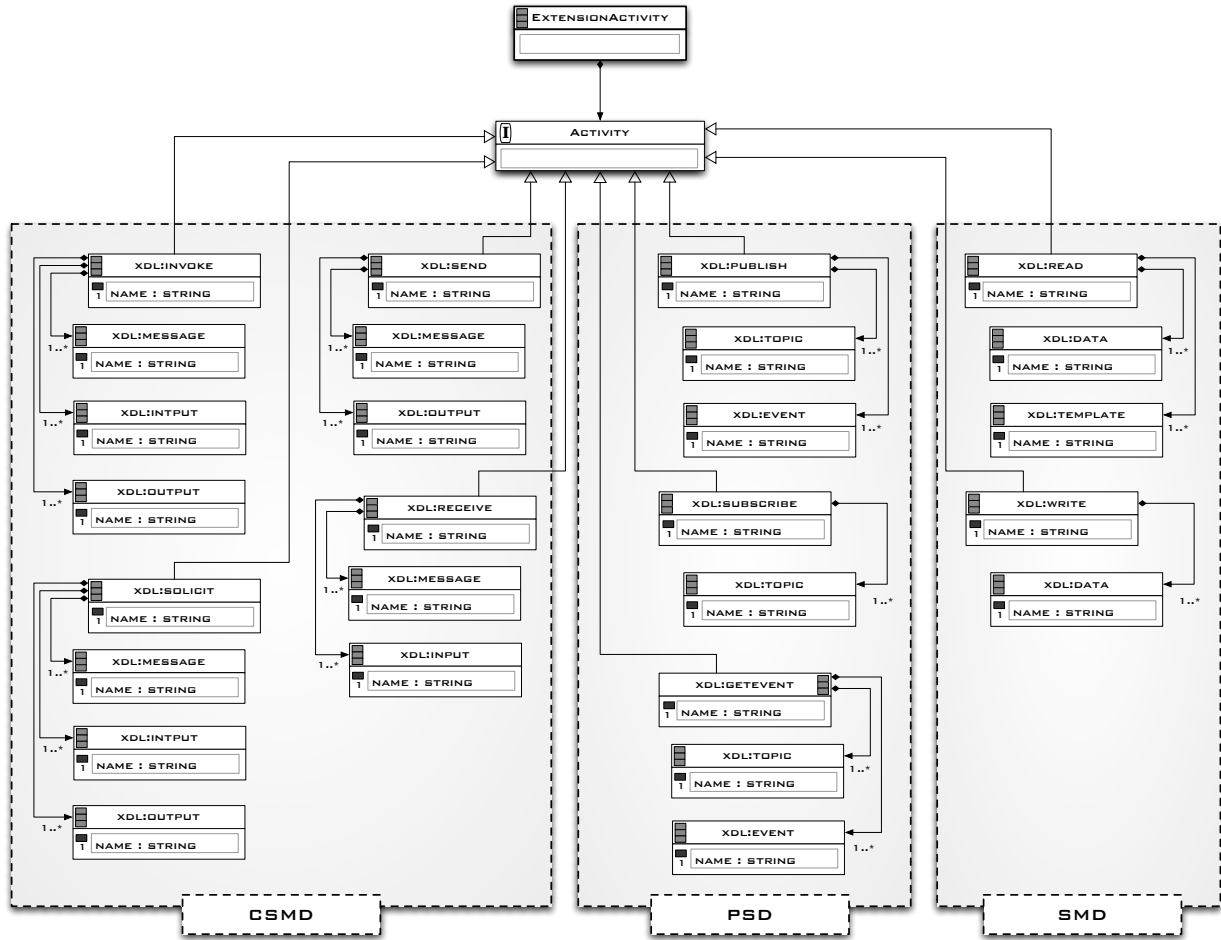 EXTENSIONACTIVITY
I ACTIVITY
XDL:INVOKE
1 NAME : STRING
XDL:MESSAGE
1..*
1 NAME : STRING
XDL:INTPUT
1..*
1 NAME : STRING
XDL:OUTPUT
1..*
1 NAME : STRING
XDL:SOLICIT
1 NAME : STRING
XDL:MESSAGE
1..*
1 NAME : STRING
XDL:INTPUT
1..*
1 NAME : STRING
XDL:OUTPUT
1..*
1 NAME : STRING
XDL:SEND
1 NAME : STRING
XDL:MESSAGE
1..*
1 NAME : STRING
XDL:OUTPUT
1..*
1 NAME : STRING
XDL:RECEIVE
1 NAME : STRING
XDL:MESSAGE
1..*
1 NAME : STRING
XDL:INPUT
1..*
1 NAME : STRING
CSMD
XDL:PUBLISH
1 NAME : STRING
XDL:TOPIC
1..*
1 NAME : STRING
XDL:EVENT
1..*
1 NAME : STRING
XDL:SUBSCRIBE
1 NAME : STRING
XDL:TOPIC
1..*
1 NAME : STRING
XDL:GETEVENT
1 NAME : STRING
XDL:TOPIC
1..*
1 NAME : STRING
XDL:EVENT
1..*
1 NAME : STRING
PSD
XDL:READ
1 NAME : STRING
XDL:DATA
1..*
1 NAME : STRING
XDL:TEMPLATE
1..*
1 NAME : STRING
XDL:WRITE
1 NAME : STRING
XDL:DATA
1..*
1 NAME : STRING
SMD